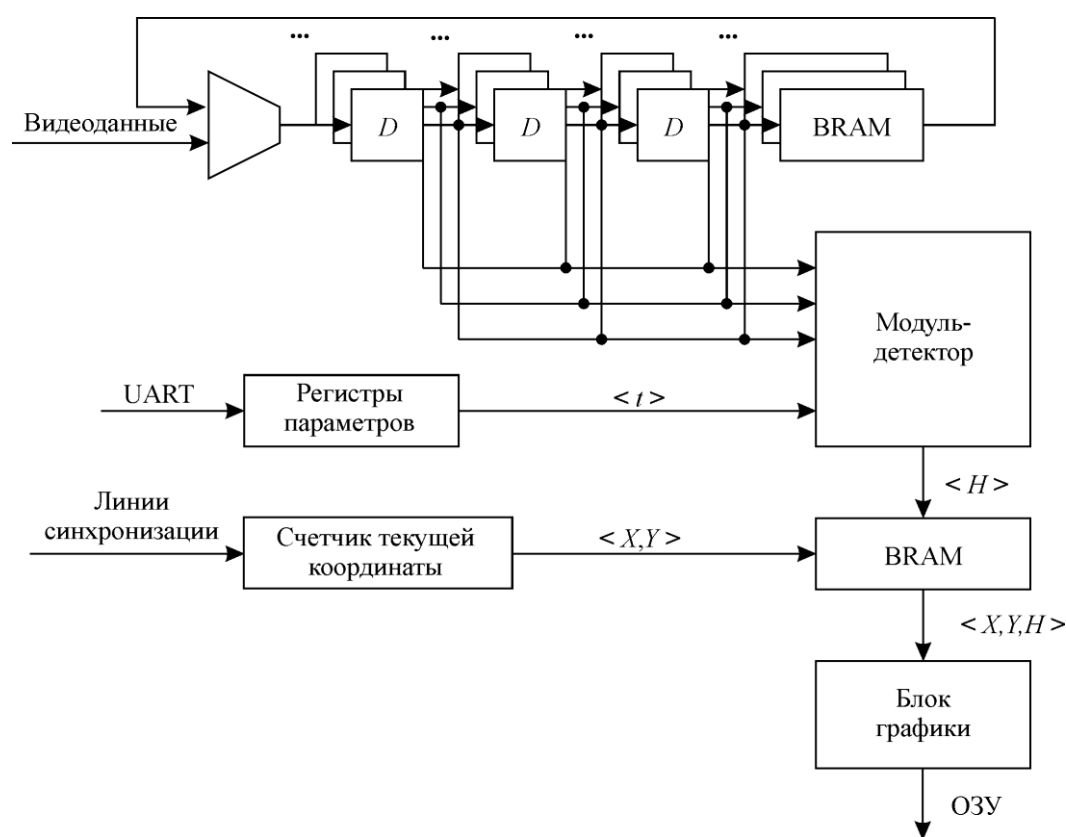 ... ... ... ...
Видеоданные
D D D BRAM
Модуль-
детектор
UART
Регистры
параметров
< t >
< H >
Линии
синхронизации
Счетчик текущей
координаты
< X,Y >
BRAM
< X,Y,H >
Блок
графики
ОЗУ